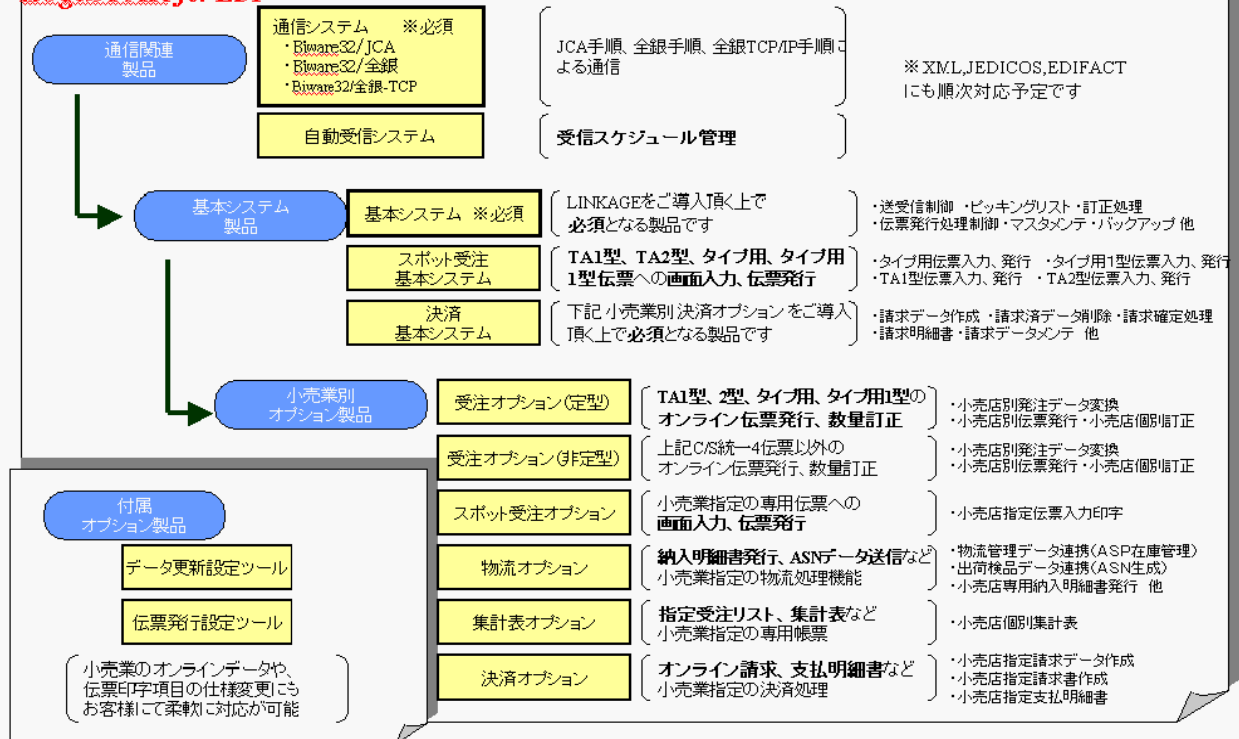 通信関連
製品
通信システム　※必須
・Biware32/JCA
・Biware32/全銀
・Biware32/全銀-TCP
JCA手順、全銀手順、全銀TCP/IP手順に
よる通信
※XML,JEDICOS,EDIFACT
にも順次対応予定です
自動受信システム
受信スケジュール管理
基本システム
製品
基本システム ※必須
LINKAGEをご導入頂く上で
必須となる製品です
・送受信制御 ・ピッキングリスト・訂正処理
・伝票発行処理制御・マスタメンテ・バックアップ 他
スポット受注
基本システム
TA1型、TA2型、タイプ用、タイプ用
1型伝票への画面入力、伝票発行
・タイプ用伝票入力、発行 ・タイプ用1型伝票入力、発行
・TA1型伝票入力、発行 ・TA2型伝票入力、発行
決済
基本システム
下記 小売業別 決済オプション をご導入
頂く上で必須となる製品です
・請求データ作成 ・請求済データ削除・請求確定処理
・請求明細書・請求データメンテ 他
小売業別
オプション製品
受注オプション(定型)
TA1型、2型、タイプ用、タイプ用1型の
オンライン伝票発行、数量訂正
・小売店別発注データ変換
・小売店別伝票発行・小売店個別訂正
受注オプション(非定型)
上記C/S統一4伝票以外の
オンライン伝票発行、数量訂正
・小売店別発注データ変換
・小売店別伝票発行・小売店個別訂正
スポット受注オプション
小売業指定の専用伝票への
画面入力、伝票発行
・小売店指定伝票入力印字
物流オプション
納入明細書発行、ASNデータ送信など
小売業指定の物流処理機能
・物流管理データ連携(ASP在庫管理)
・出荷検品データ連携(ASN生成)
・小売店専用納入明細書発行 他
集計表オプション
指定受注リスト、集計表など
小売業指定の専用帳票
・小売店個別集計表
決済オプション
オンライン請求、支払明細書など
小売業指定の決済処理
・小売店指定請求データ作成
・小売店指定請求書作成
・小売店指定支払明細書
付属
オプション製品
データ更新設定ツール
伝票発行設定ツール
小売業のオンラインデータや、
伝票印字項目の仕様変更にも
お客様にて柔軟に対応が可能